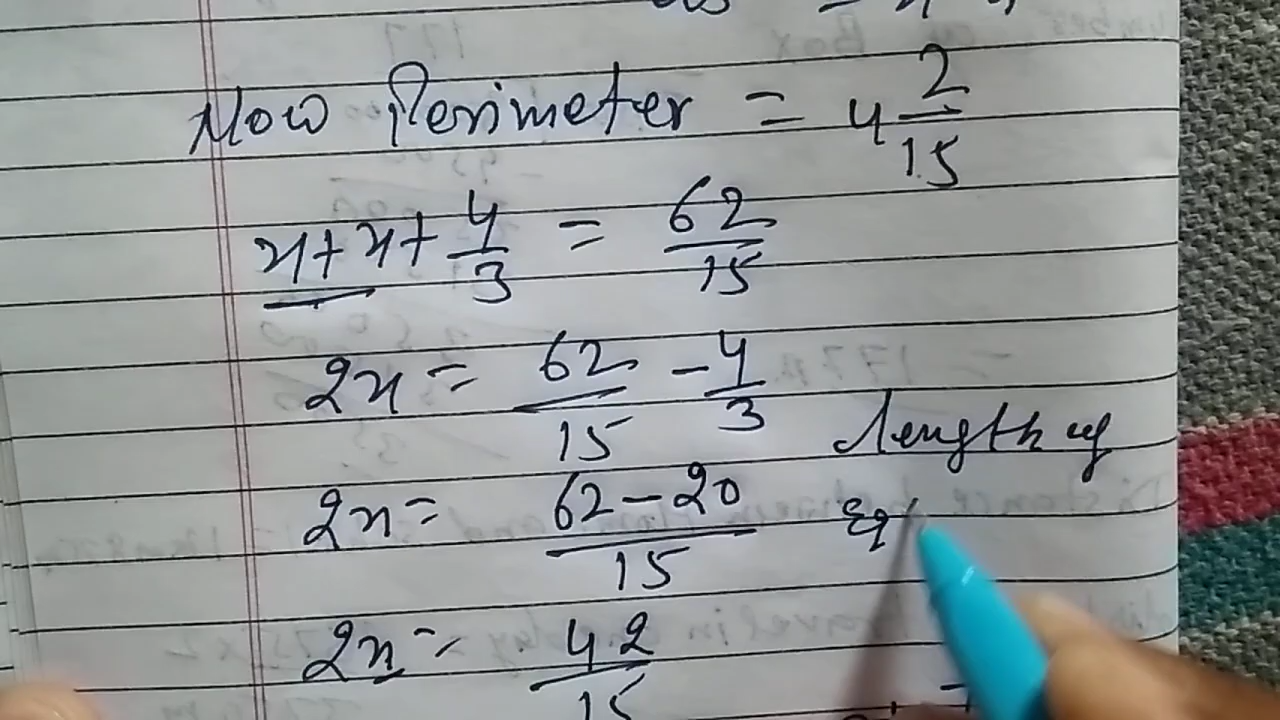 Now Perimeter = 4 2/15
x + x + 4/3 = 62/15
2x = 62/15 - 4/3
2x = 62 - 20/15
2x = 42/15
length of
Eq